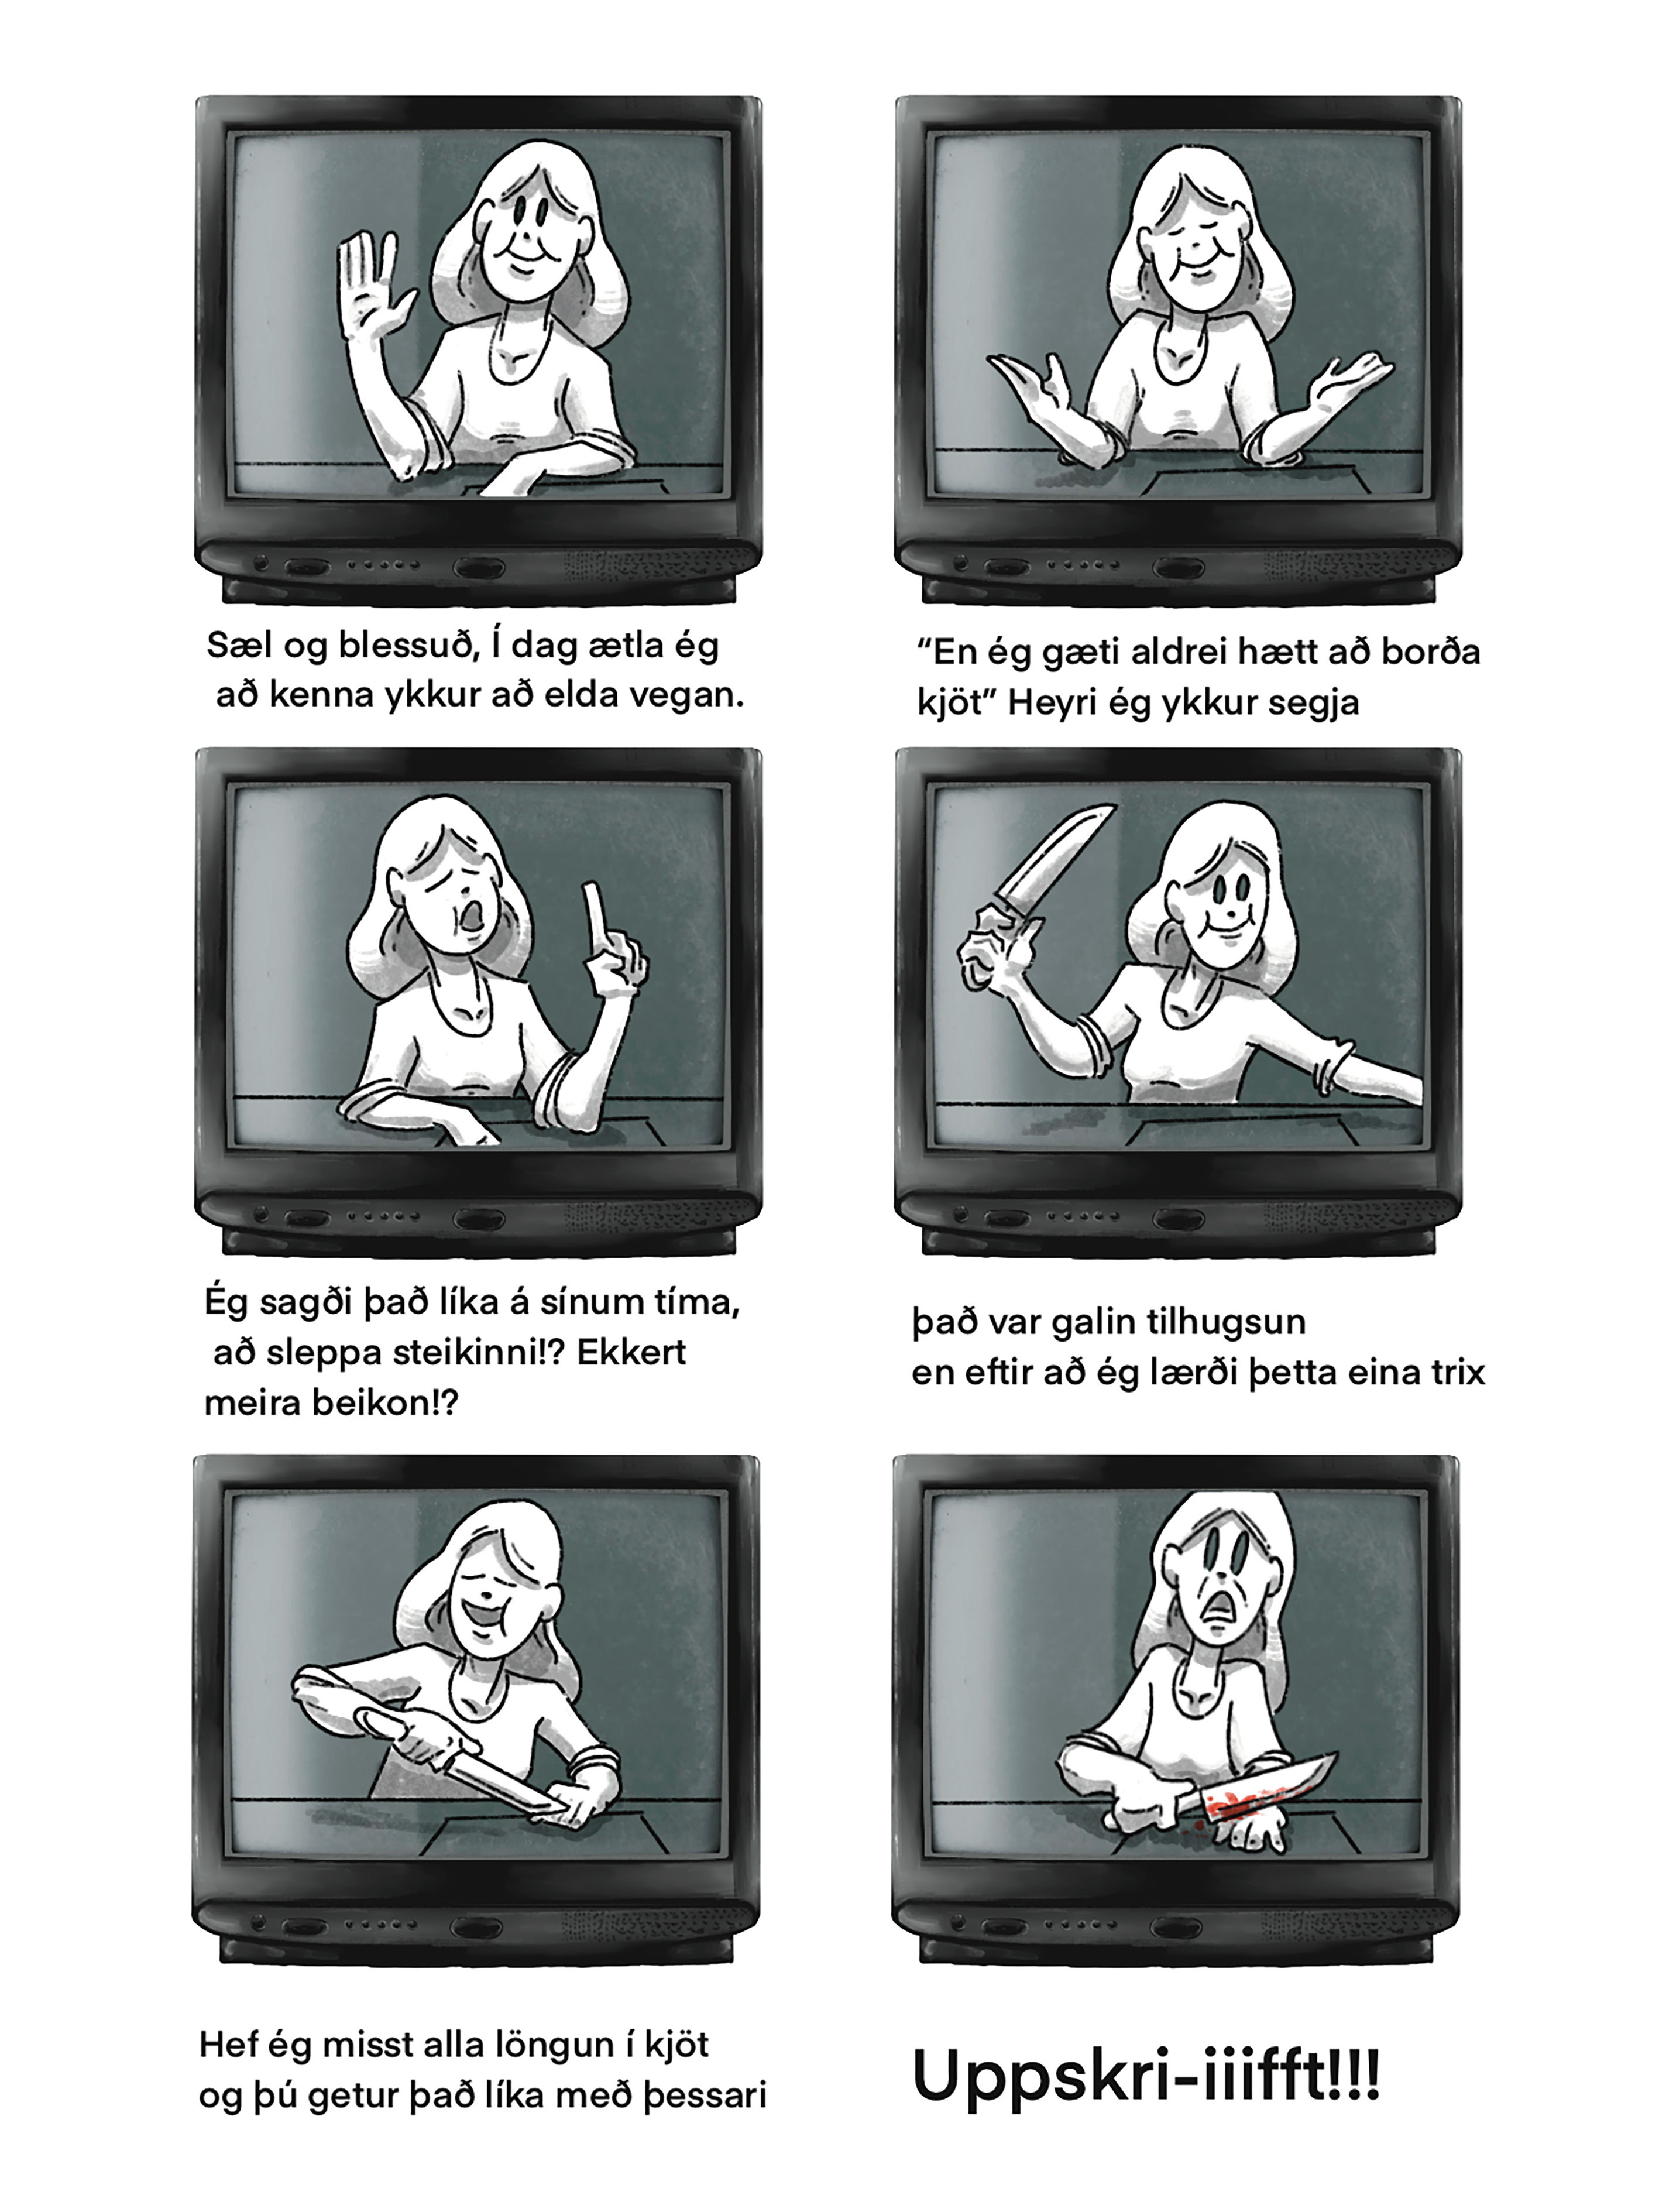 Sæl og blessuð, Í dag ætla ég
að kenna ykkur að elda vegan.
“En ég gæti aldrei hætt að borða
kjöt” Heyri ég ykkur segja
Ég sagði það líka á sínum tíma,
að sleppa steikinni!? Ekkert
meira beikon!?
það var galin tilhugsun
en eftir að ég lærði þetta eina trix
Hef ég misst alla löngun í kjöt
og þú getur það líka með þessari
Uppskri-iiifft!!!